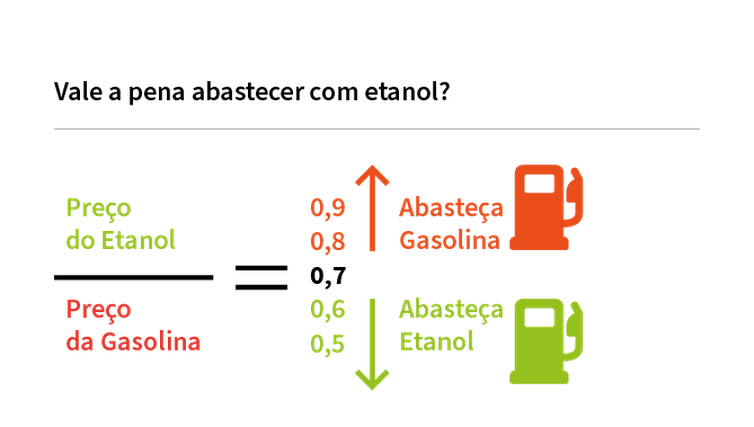 Vale a pena abastecer com etanol?
Preço
do Etanol
Preço
da Gasolina
=
0,9
0,8
0,7
0,6
0,5
Abasteça
Gasolina
Abasteça
Etanol